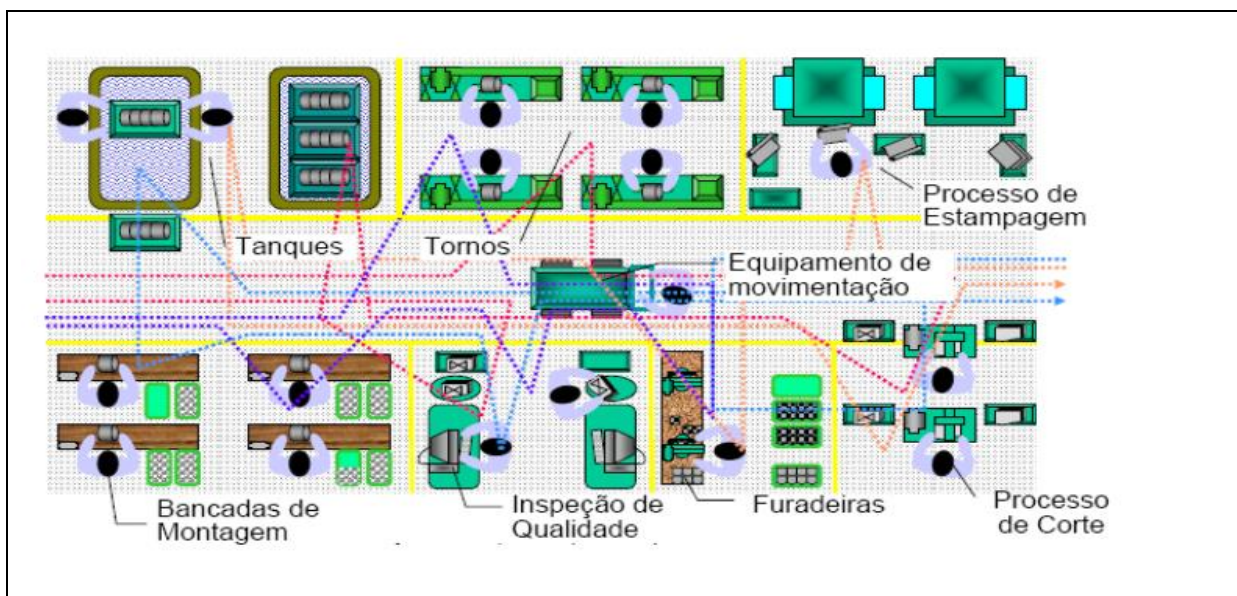 Processo de
Estampagem
Tanques
Tornos
Equipamento de
movimentação
Bancadas de
Montagem
Inspeção de
Qualidade
Furadeiras
Processo
de Corte